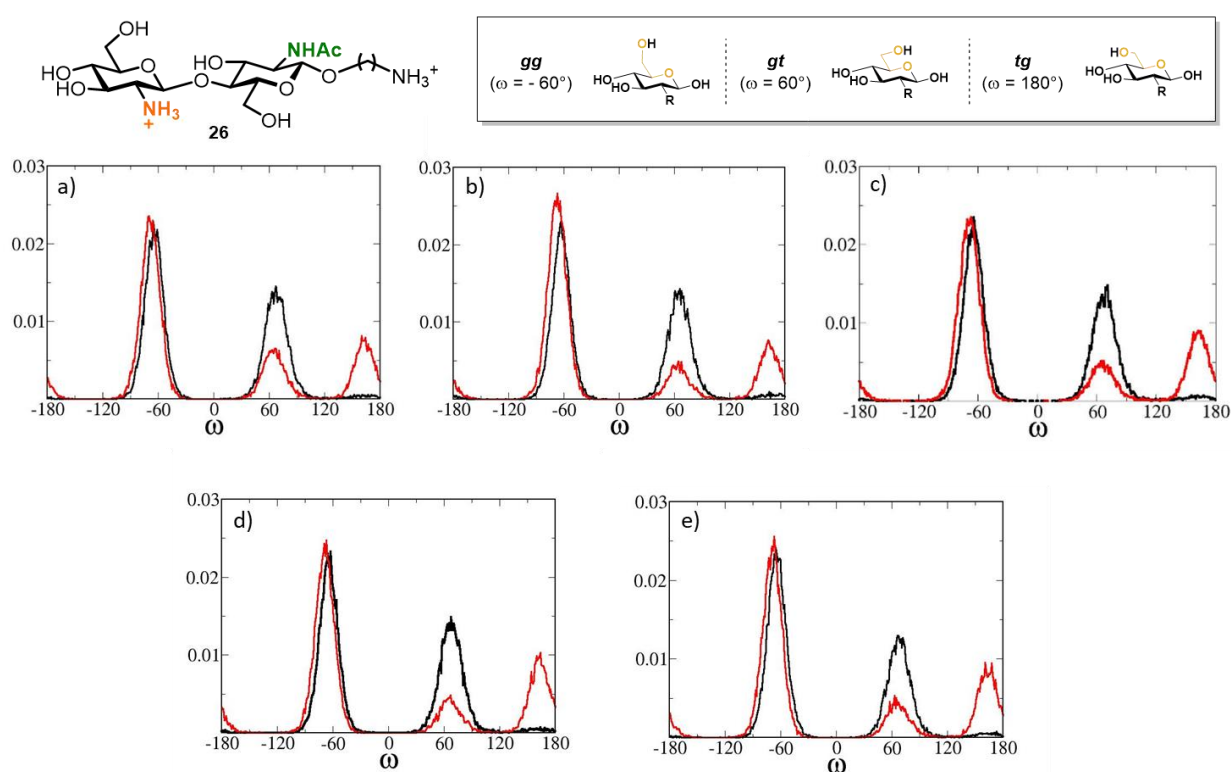 OH
NHAc
HO
HO
HO
O
O
O
O
NH3+
NH3
+
OH
26
gg
(ω = - 60°)
OH
HO
HO
O
OH
R
gt
(ω = 60°)
OH
HO
HO
O
OH
R
tg
(ω = 180°)
HO
HO
HO
O
OH
R
a)
0.03
0.02
0.01
-180 -120 -60 0 60 120 180
ω
b)
0.03
0.02
0.01
-180 -120 -60 0 60 120 180
ω
c)
0.03
0.02
0.01
-180 -120 -60 0 60 120 180
ω
d)
0.03
0.02
0.01
-180 -120 -60 0 60 120 180
ω
e)
0.03
0.02
0.01
-180 -120 -60 0 60 120 180
ω